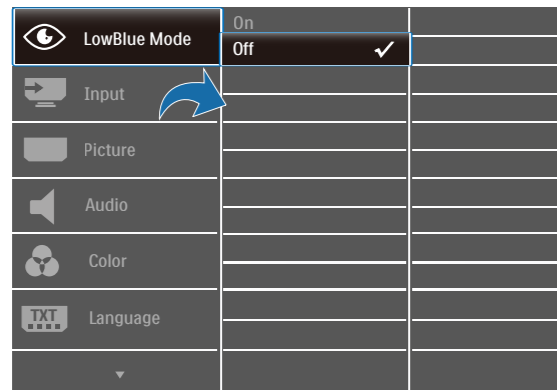 LowBlue Mode
On
Off
Input
Picture
Audio
Color
TXT
Language